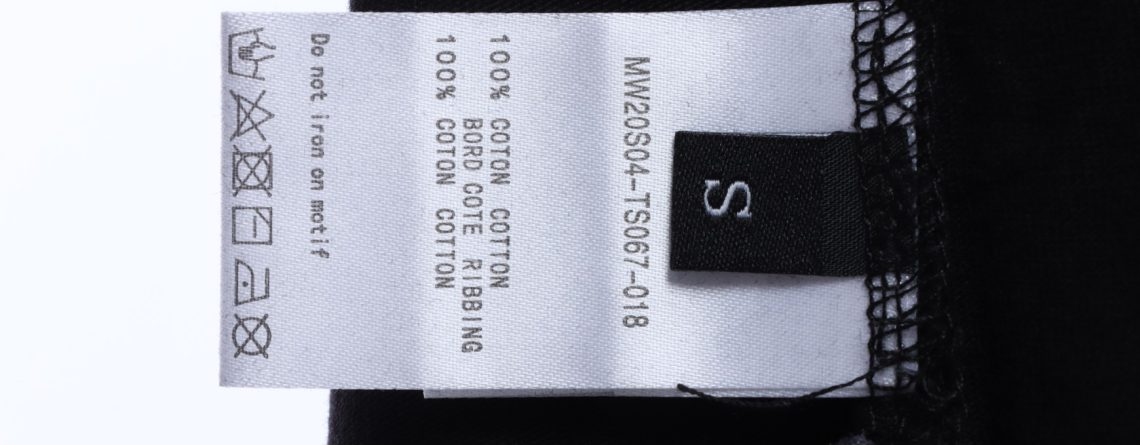 S
MW20S04-TS067-018
100% COTON COTTON
BORD COTE RIBBING
100% COTON COTTON
Do not iron on motif